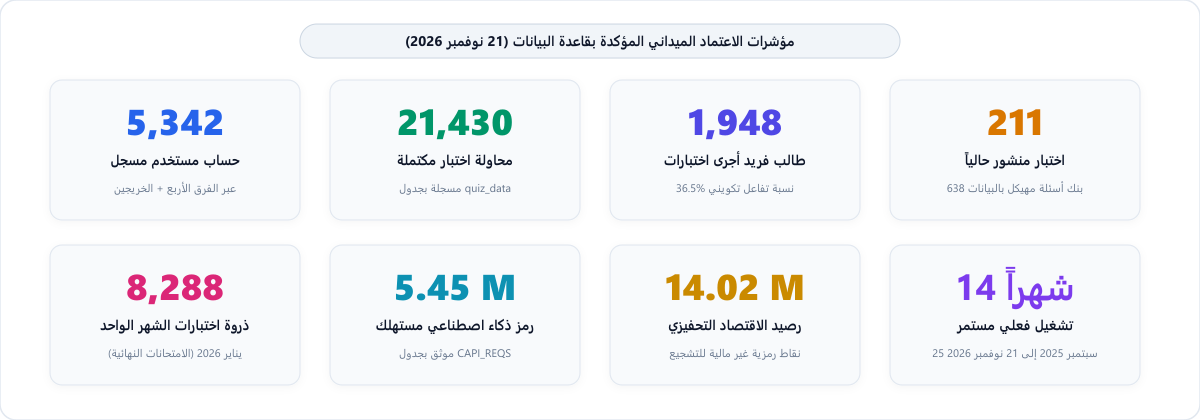 مؤشرات الاعتماد الميداني المؤكدة بقاعدة البيانات (21 نوفمبر 2026)
211
اختبار منشور حالياً
بنك أسئلة مهيكل بالبيانات 638
1,948
طالب فريد أجرى اختبارات
نسبة تفاعل تكويني %36.5
21,430
محاولة اختبار مكتملة
quiz_data مسجلة بجدول
5,342
حساب مستخدم مسجل
عبر الفرق الأربع + الخريجين
14 شهراً
تشغيل فعلي مستمر
25 سبتمبر 2025 إلى 21 نوفمبر 2026
14.02 M
رصيد الاقتصاد التحفيزي
نقاط رمزية غير مالية للتشجيع
5.45 M
رمز ذكاء اصطناعي مستهلك
CAPI_REQS موثق بجدول
8,288
ذروة اختبارات الشهر الواحد
يناير 2026 (الامتحانات النهائية)